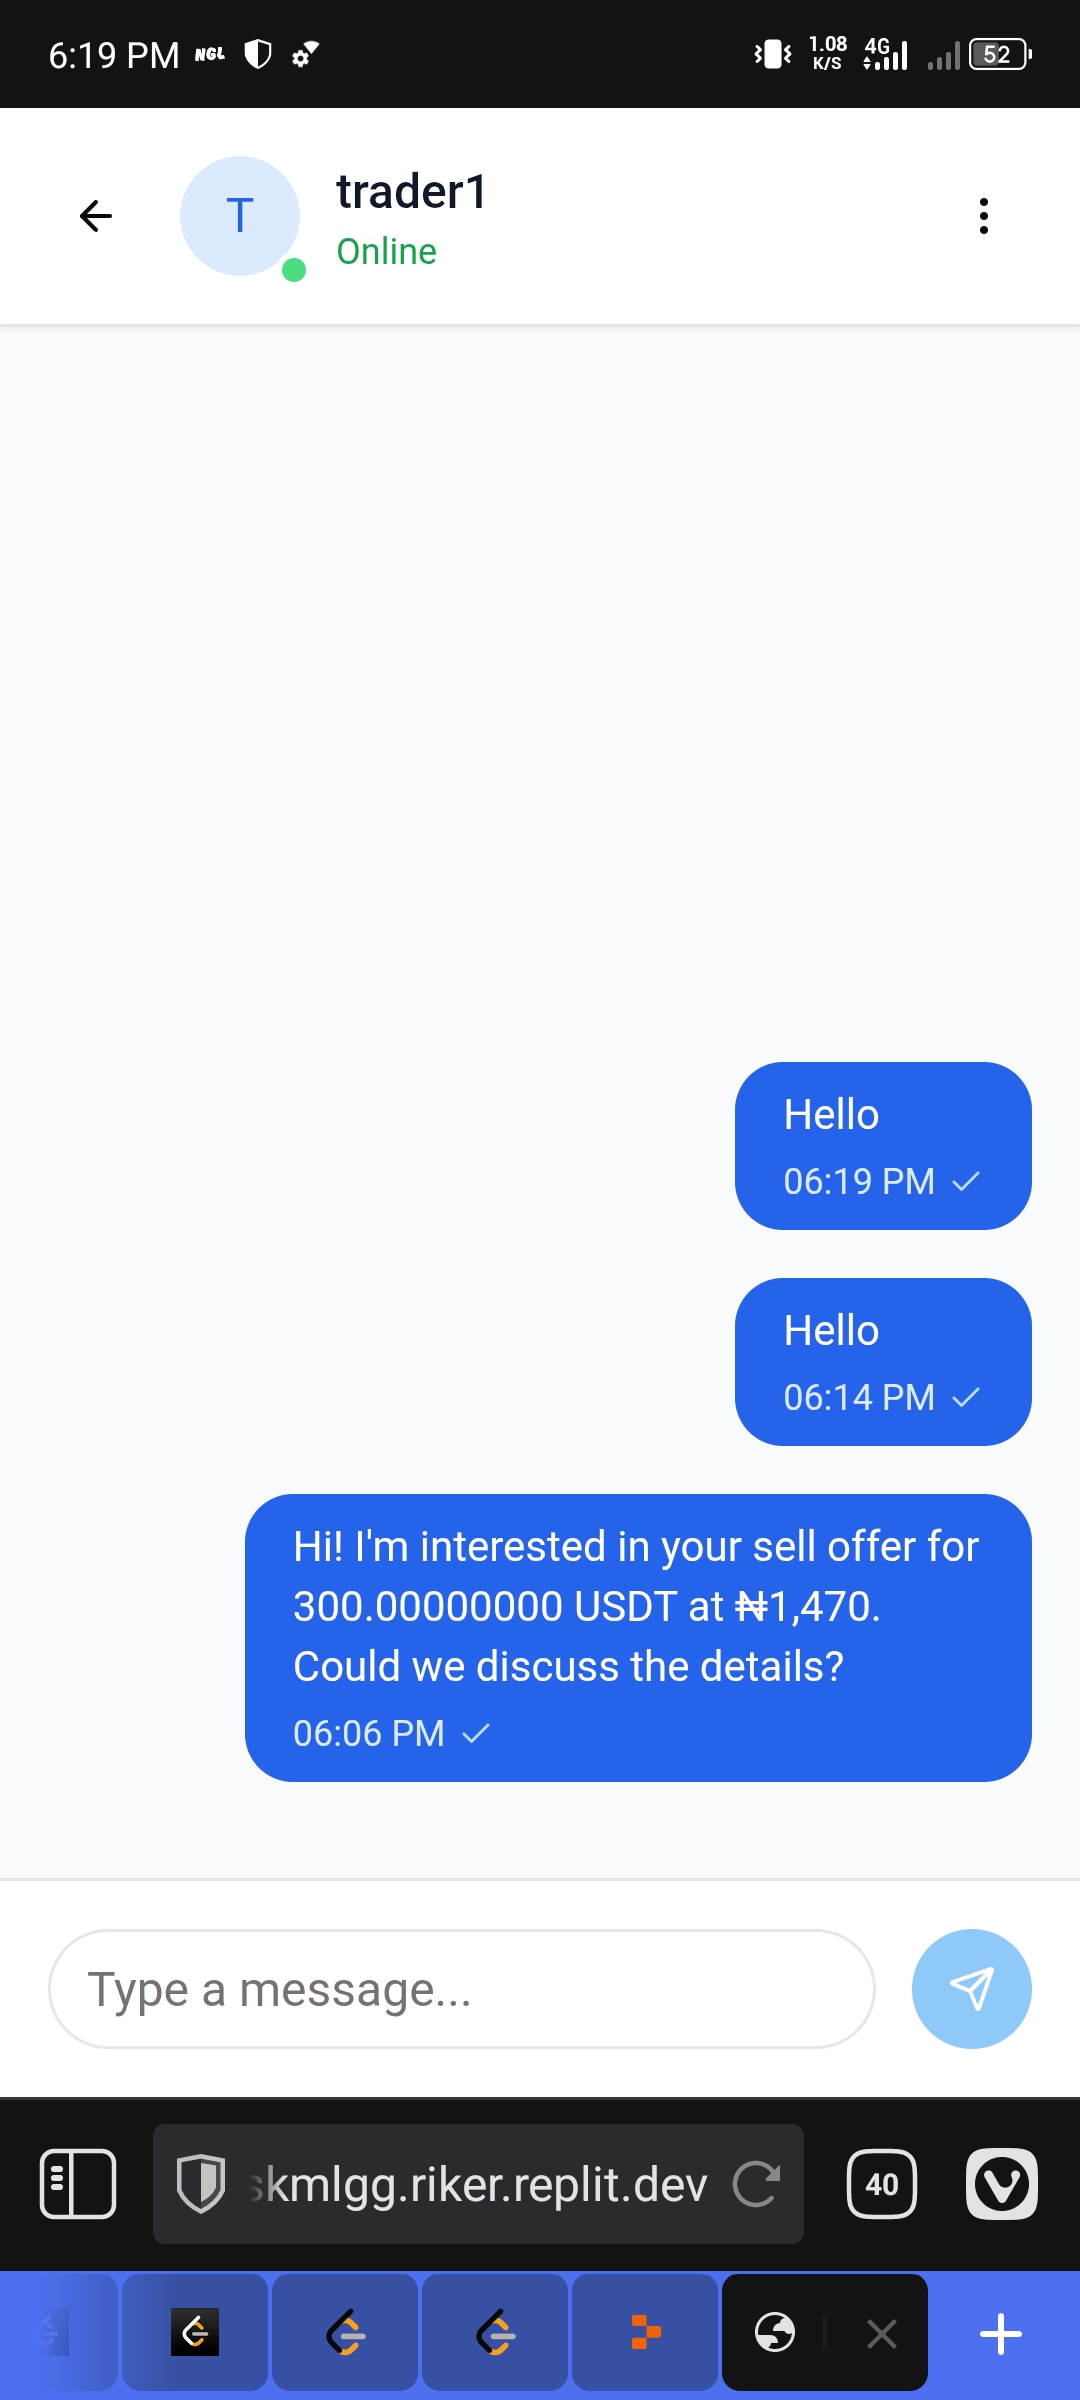 6:19 PM NGL 1.08 K/S 4G 52
T
trader1
Online
Hello
06:19 PM
Hello
06:14 PM
Hi! I'm interested in your sell offer for
300.00000000 USDT at ₦1,470.
Could we discuss the details?
06:06 PM
Type a message...
skmlgg.riker.replit.dev
40